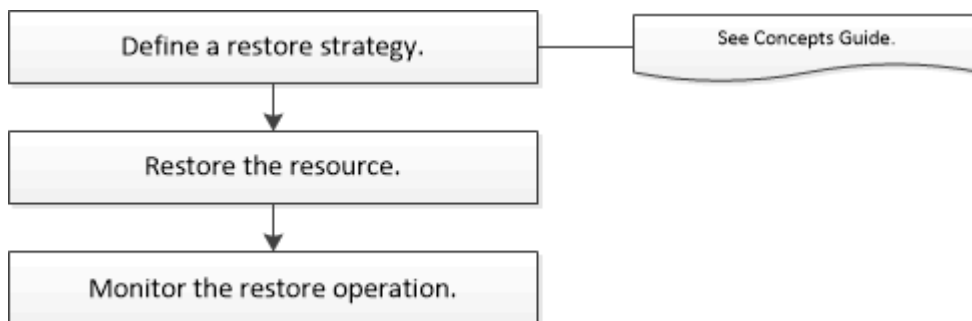 Define a restore strategy.
See Concepts Guide.
Restore the resource.
Monitor the restore operation.